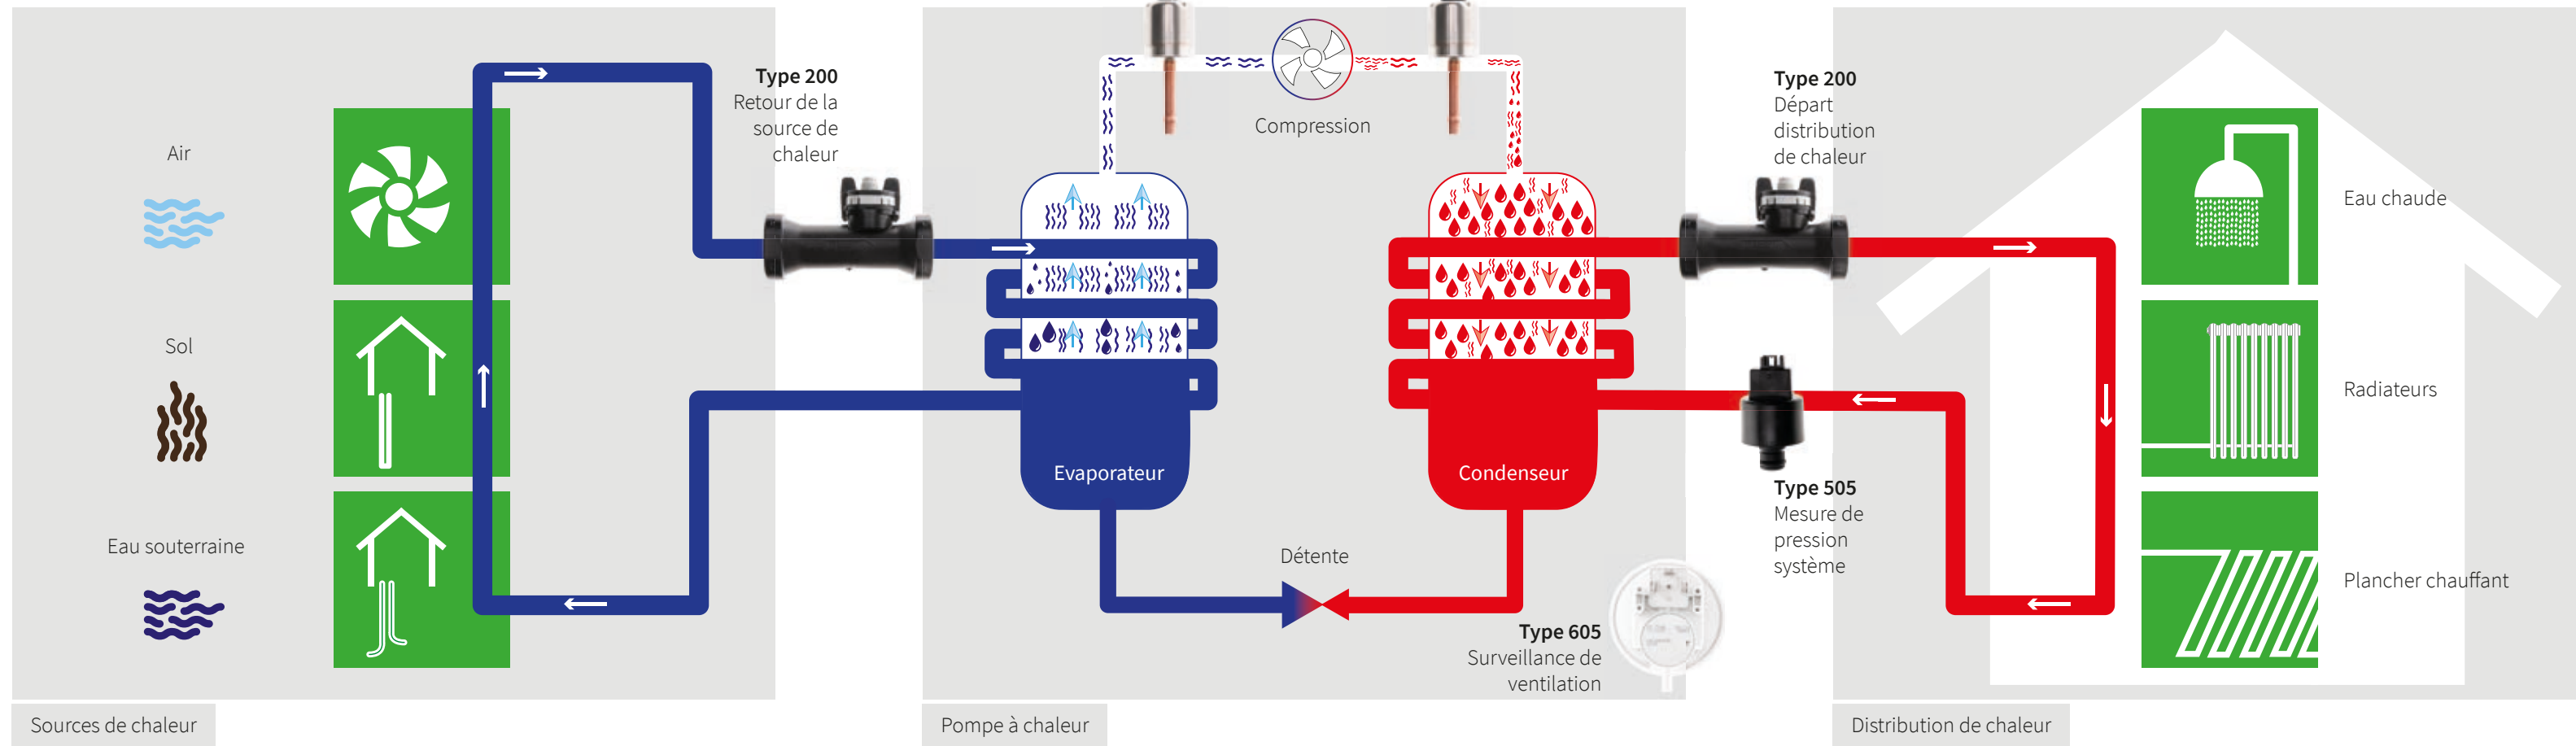 Air
Sol
Eau souterraine
Sources de chaleur
Type 200
Retour de la
source de
chaleur
Compression
Evaporateur
Condenseur
Détente
Type 605
Surveillance de
ventilation
Pompe à chaleur
Type 200
Départ
distribution
de chaleur
Type 505
Mesure de
pression
système
Eau chaude
Radiateurs
Plancher chauffant
Distribution de chaleur